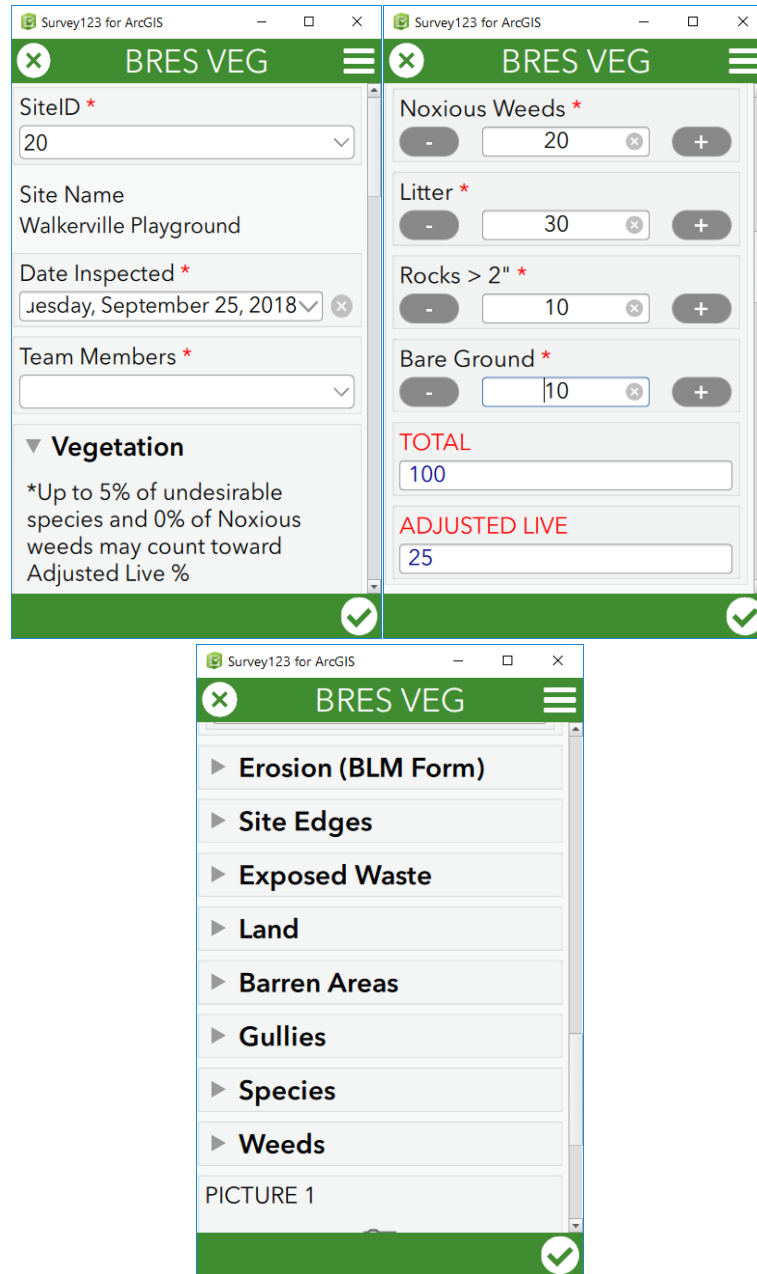 Survey123 for ArcGIS
BRES VEG
SiteID *
20
Site Name
Walkerville Playground
Date Inspected *
uesday, September 25, 2018
Team Members *
Vegetation
*Up to 5% of undesirable
species and 0% of Noxious
weeds may count toward
Adjusted Live %
Survey123 for ArcGIS
BRES VEG
Noxious Weeds *
- 20 +
Litter *
- 30 +
Rocks > 2" *
- 10 +
Bare Ground *
- 10 +
TOTAL
100
ADJUSTED LIVE
25
Survey123 for ArcGIS
BRES VEG
Erosion (BLM Form)
Site Edges
Exposed Waste
Land
Barren Areas
Gullies
Species
Weeds
PICTURE 1